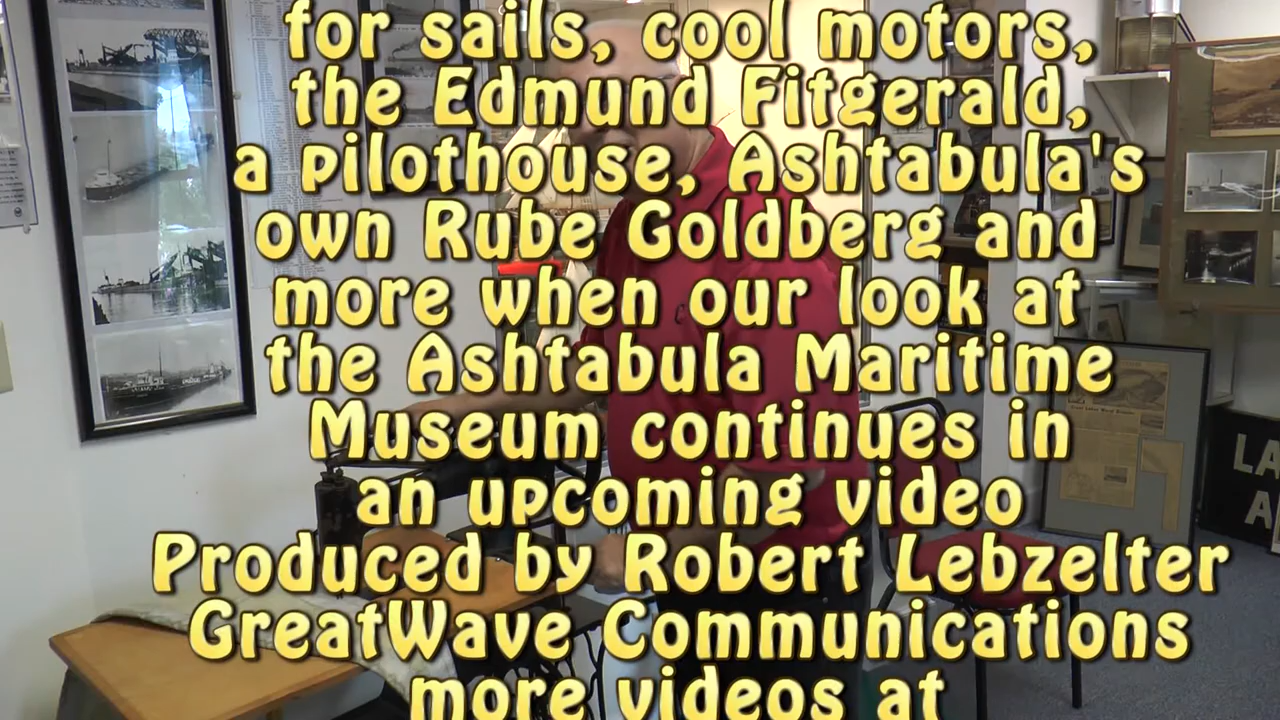 for sails, cool motors,
the Edmund Fitgerald,
a pilothouse, Ashtabula's
own Rube Goldberg and
more when our look at
the Ashtabula Maritime
Museum continues in
an upcoming video
Produced by Robert Lebzelter
GreatWave Communications
more videos at
LA
A